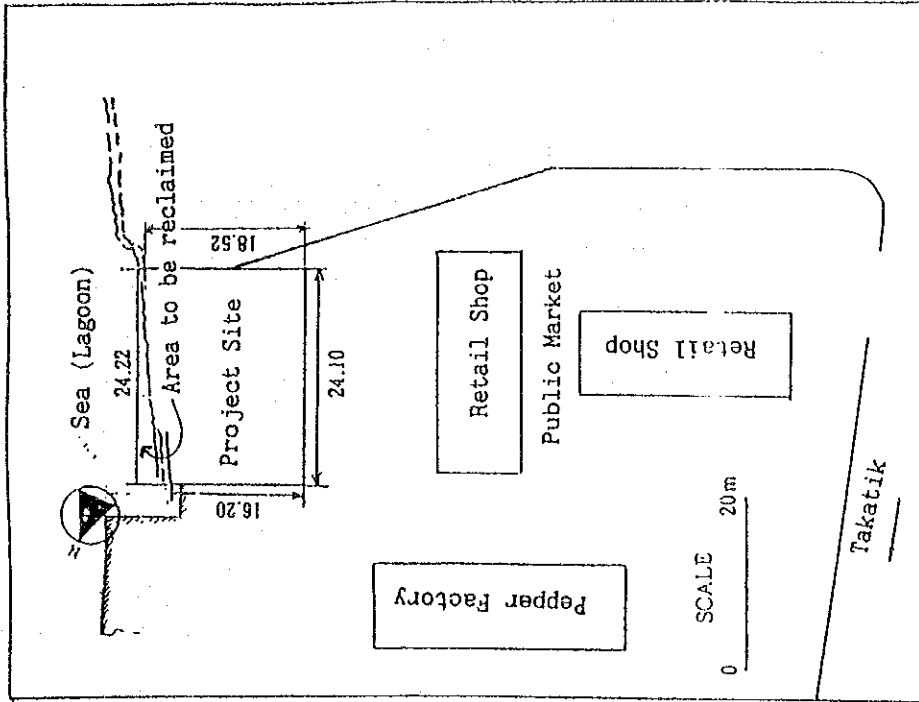 Sea (Lagoon)
Area to be reclaimed
24.22
18.52
Project Site
24.10
16.20
N
Retail Shop
Public Market
Retail Shop
Pepper Factory
SCALE
0 20m
Takatik